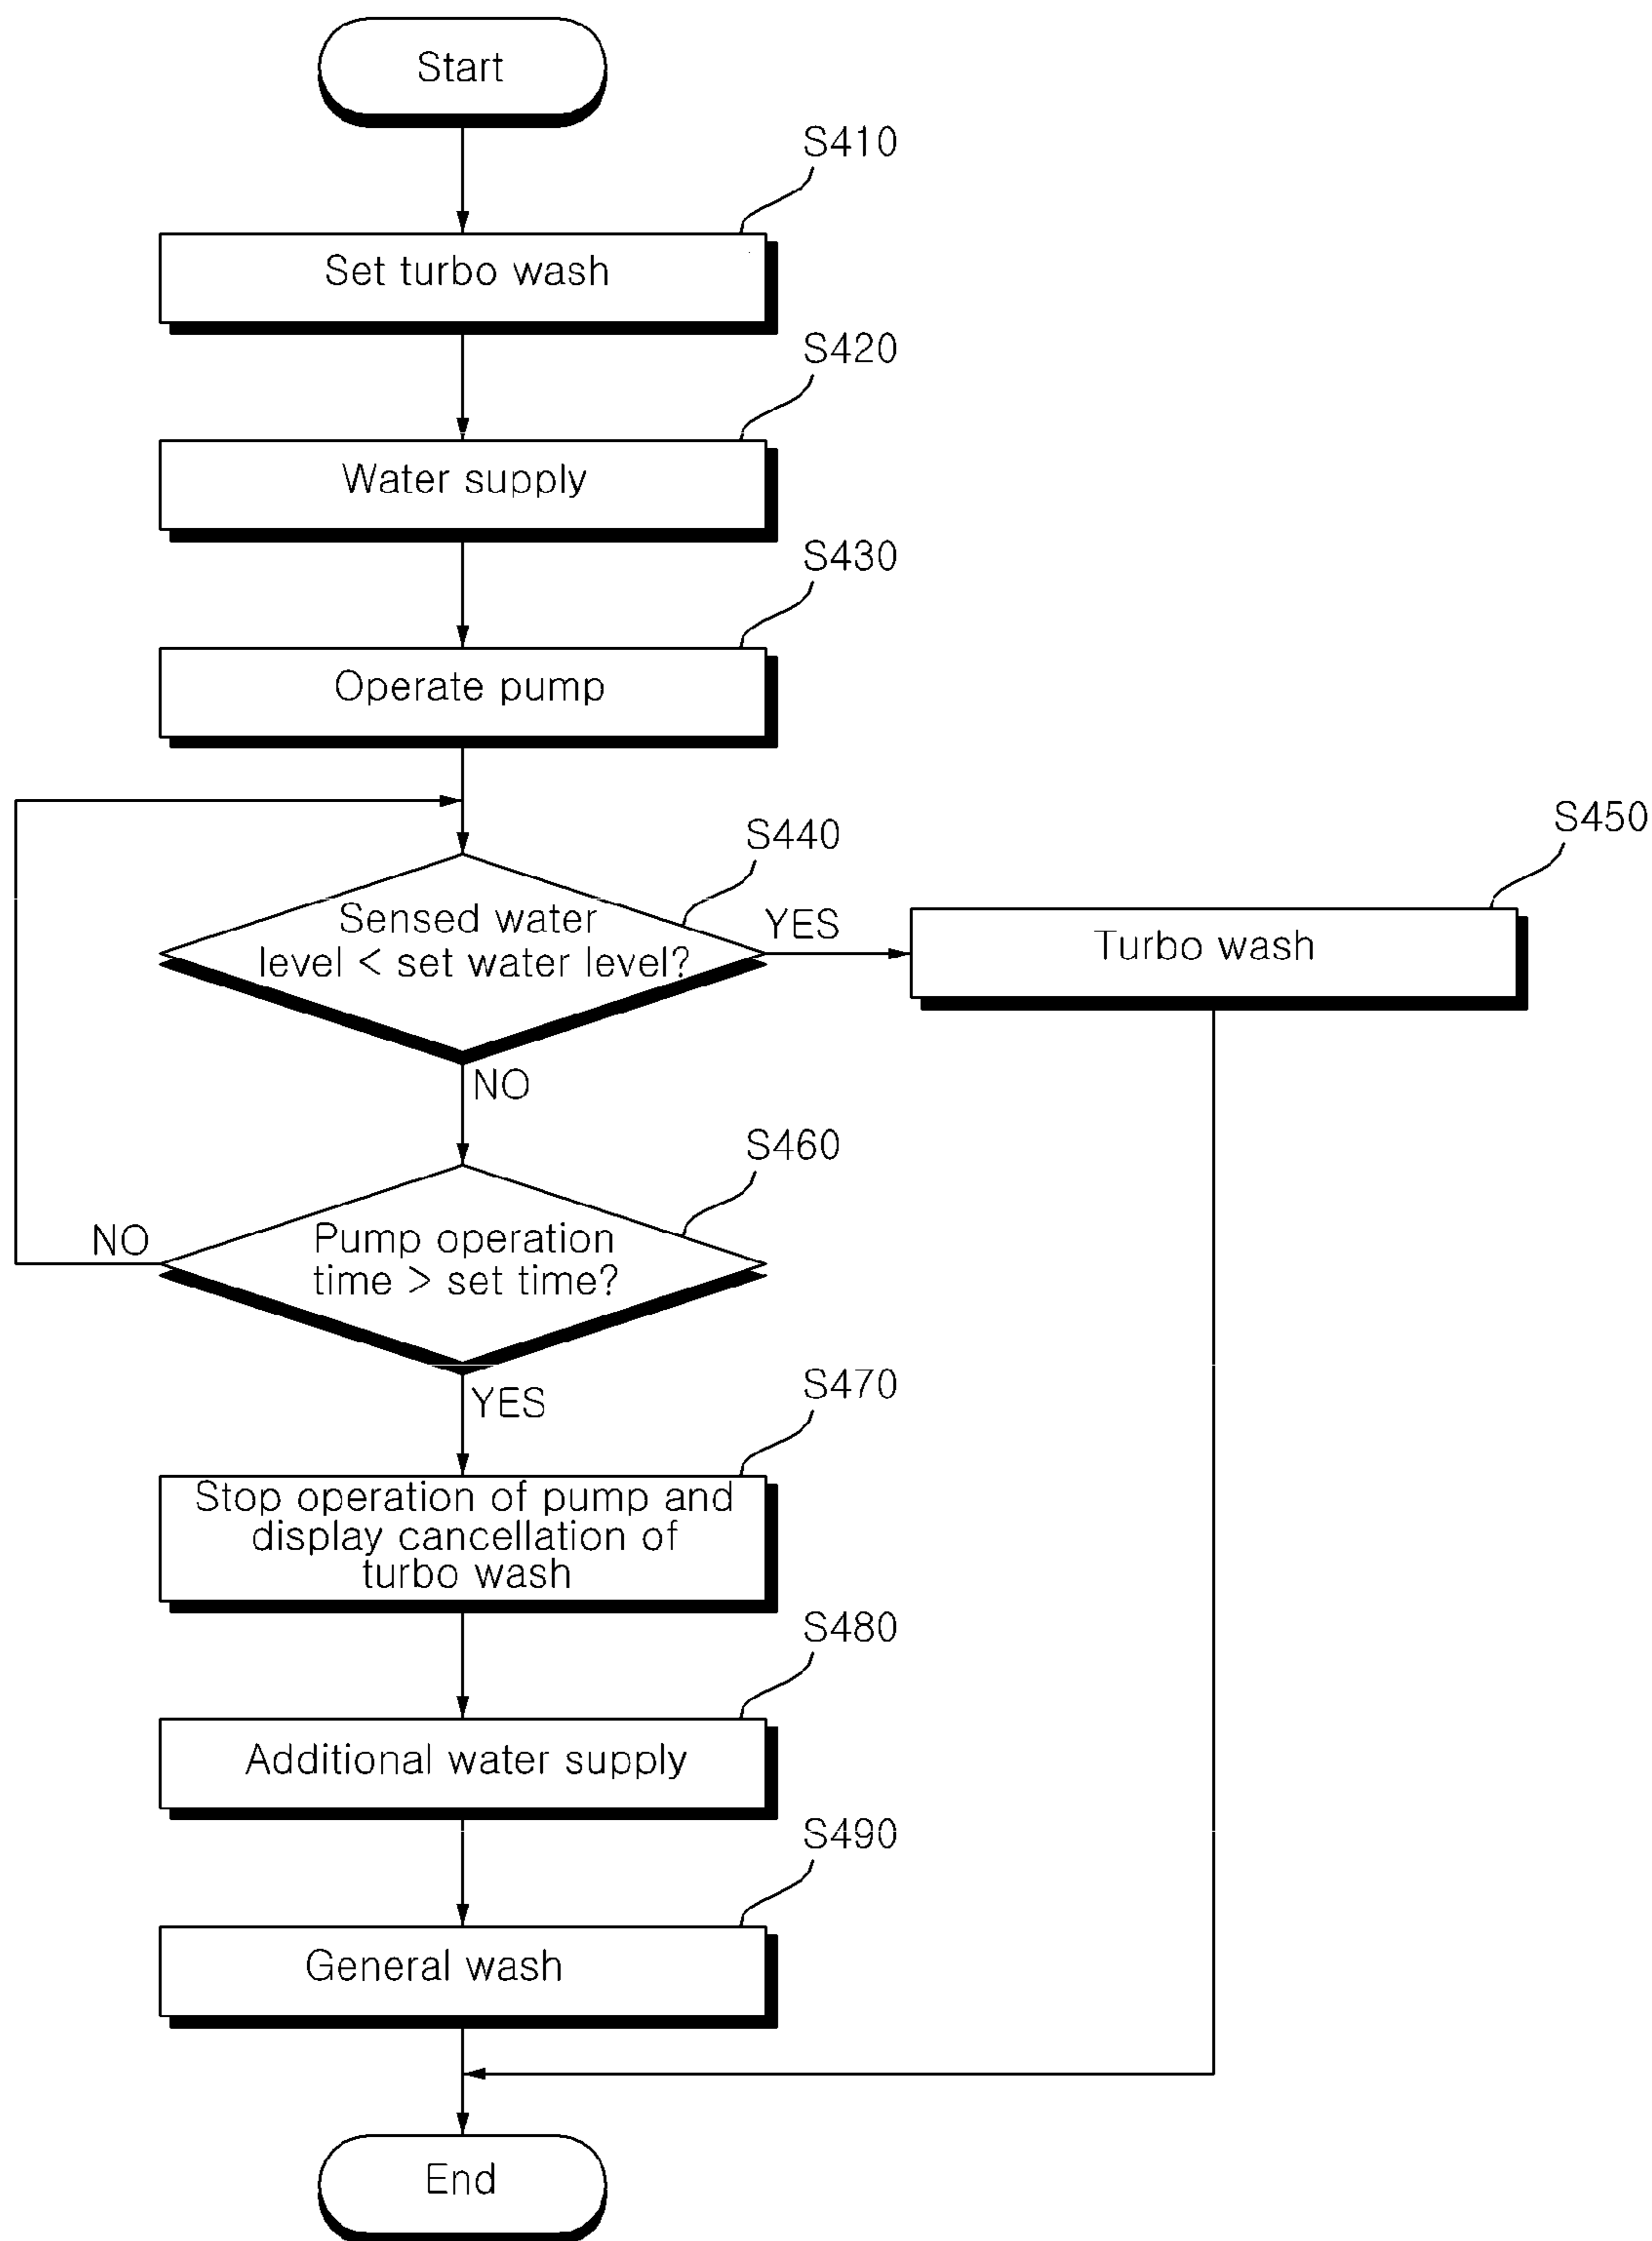 Start
S410
Set turbo wash
S420
Water supply
S430
Operate pump
S440
Sensed water
level < set water level?
YES
S450
Turbo wash
NO
S460
Pump operation
time > set time?
NO
YES
S470
Stop operation of pump and
display cancellation of
turbo wash
S480
Additional water supply
S490
General wash
End